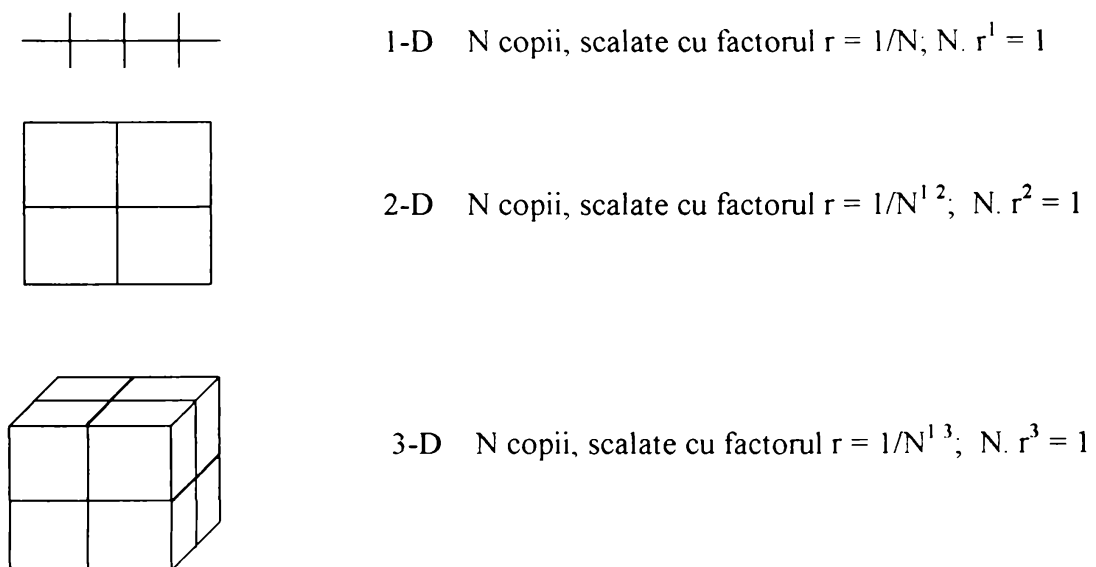 1-D N copii, scalate cu factorul r = 1/N; N. r¹ = 1
2-D N copii, scalate cu factorul r = 1/N¹ ²; N. r² = 1
3-D N copii, scalate cu factorul r = 1/N¹ ³; N. r³ = 1